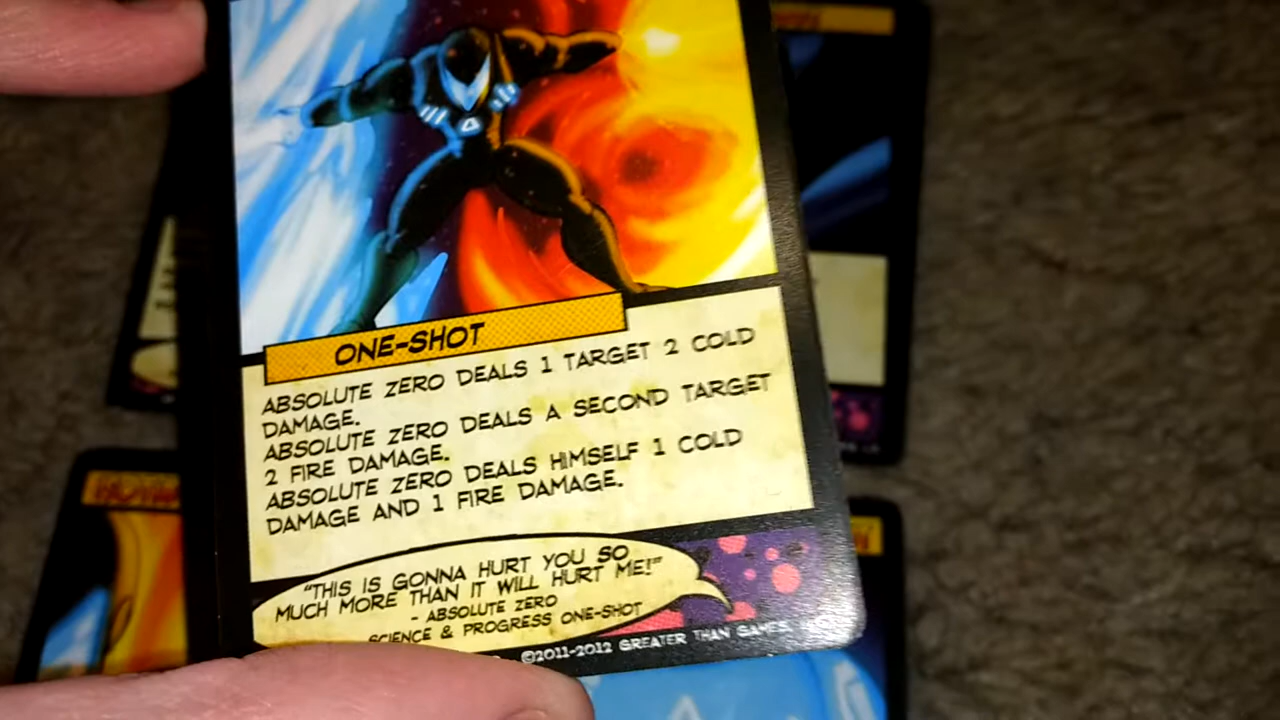 ONE-SHOT
ABSOLUTE ZERO DEALS 1 TARGET 2 COLD
DAMAGE.
ABSOLUTE ZERO DEALS A SECOND TARGET
2 FIRE DAMAGE.
ABSOLUTE ZERO DEALS HIMSELF 1 COLD
DAMAGE AND 1 FIRE DAMAGE.
"THIS IS GONNA HURT YOU SO
MUCH MORE THAN IT WILL HURT ME!"
- ABSOLUTE ZERO
SCIENCE & PROGRESS ONE-SHOT
©2011-2012 GREATER THAN GAMES